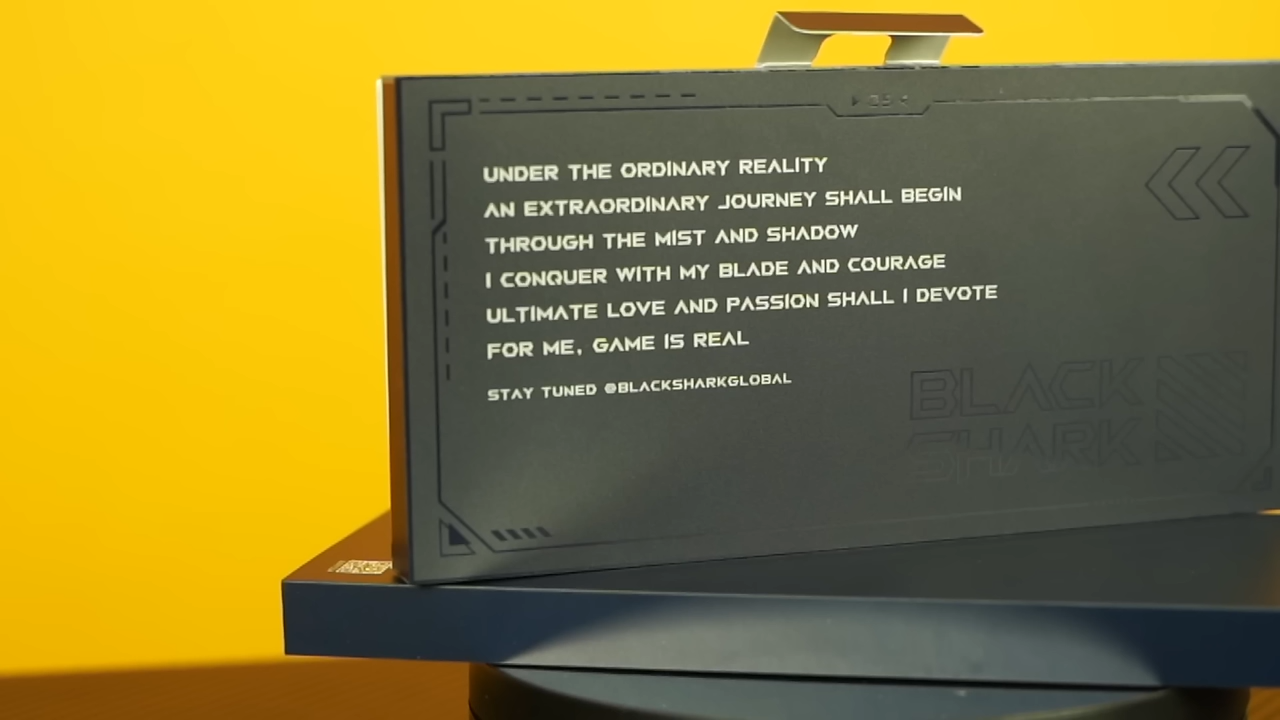 UNDER THE ORDINARY REALITY
AN EXTRAORDINARY JOURNEY SHALL BEGIN
THROUGH THE MIST AND SHADOW
I CONQUER WITH MY BLADE AND COURAGE
ULTIMATE LOVE AND PASSION SHALL I DEVOTE
FOR ME, GAME IS REAL
STAY TUNED @BLACKSHARKGLOBAL
BLACK
SHARK